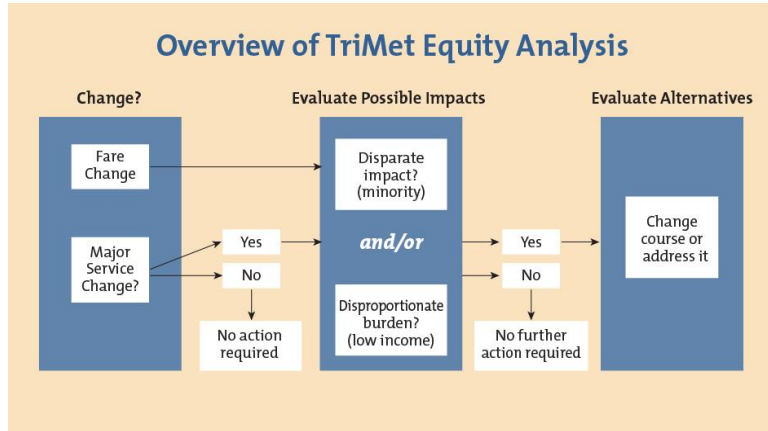 Overview of TriMet Equity Analysis
Change?
Evaluate Possible Impacts
Evaluate Alternatives
Fare
Change
Major
Service
Change?
Yes
No
No action
required
Disparate
impact?
(minority)
and/or
Disproportionate
burden?
(low income)
Yes
No
No further
action required
Change
course or
address it